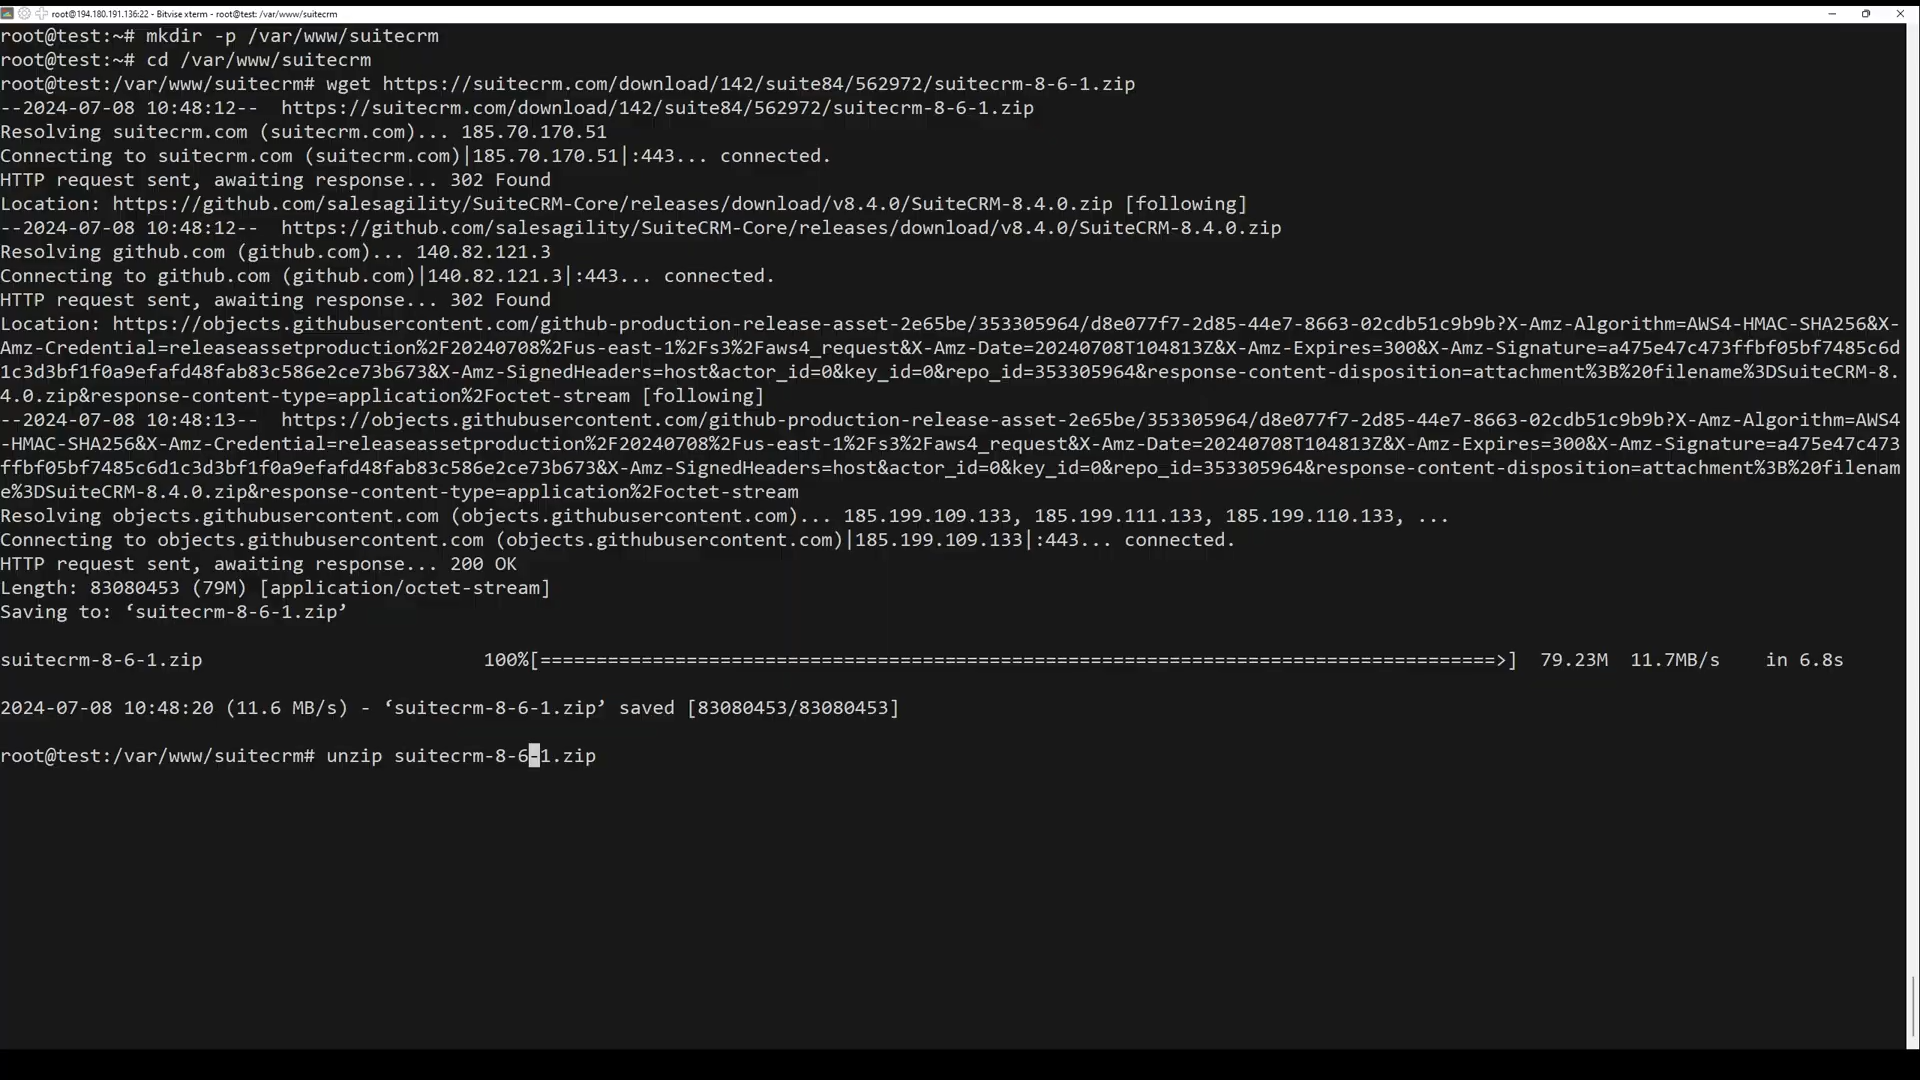 root@194.180.191.136:22 - Bitvise xterm - root@test: /var/www/suitecrm
root@test:~# mkdir -p /var/www/suitecrm
root@test:~# cd /var/www/suitecrm
root@test:/var/www/suitecrm# wget https://suitecrm.com/download/142/suite84/562972/suitecrm-8-6-1.zip
--2024-07-08 10:48:12--  https://suitecrm.com/download/142/suite84/562972/suitecrm-8-6-1.zip
Resolving suitecrm.com (suitecrm.com)... 185.70.170.51
Connecting to suitecrm.com (suitecrm.com)|185.70.170.51|:443... connected.
HTTP request sent, awaiting response... 302 Found
Location: https://github.com/salesagility/SuiteCRM-Core/releases/download/v8.4.0/SuiteCRM-8.4.0.zip [following]
--2024-07-08 10:48:12--  https://github.com/salesagility/SuiteCRM-Core/releases/download/v8.4.0/SuiteCRM-8.4.0.zip
Resolving github.com (github.com)... 140.82.121.3
Connecting to github.com (github.com)|140.82.121.3|:443... connected.
HTTP request sent, awaiting response... 302 Found
Location: https://objects.githubusercontent.com/github-production-release-asset-2e65be/353305964/d8e077f7-2d85-44e7-8663-02cdb51c9b9b?X-Amz-Algorithm=AWS4-HMAC-SHA256&X-
Amz-Credential=releaseassetproduction%2F20240708%2Fus-east-1%2Fs3%2Faws4_request&X-Amz-Date=20240708T104813Z&X-Amz-Expires=300&X-Amz-Signature=a475e47c473ffbf05bf7485c6d
1c3d3bf1f0a9efafd48fab83c586e2ce73b673&X-Amz-SignedHeaders=host&actor_id=0&key_id=0&repo_id=353305964&response-content-disposition=attachment%3B%20filename%3DSuiteCRM-8.
4.0.zip&response-content-type=application%2Foctet-stream [following]
--2024-07-08 10:48:13--  https://objects.githubusercontent.com/github-production-release-asset-2e65be/353305964/d8e077f7-2d85-44e7-8663-02cdb51c9b9b?X-Amz-Algorithm=AWS4
-HMAC-SHA256&X-Amz-Credential=releaseassetproduction%2F20240708%2Fus-east-1%2Fs3%2Faws4_request&X-Amz-Date=20240708T104813Z&X-Amz-Expires=300&X-Amz-Signature=a475e47c473
ffbf05bf7485c6d1c3d3bf1f0a9efafd48fab83c586e2ce73b673&X-Amz-SignedHeaders=host&actor_id=0&key_id=0&repo_id=353305964&response-content-disposition=attachment%3B%20filenam
e%3DSuiteCRM-8.4.0.zip&response-content-type=application%2Foctet-stream
Resolving objects.githubusercontent.com (objects.githubusercontent.com)... 185.199.109.133, 185.199.111.133, 185.199.110.133, ...
Connecting to objects.githubusercontent.com (objects.githubusercontent.com)|185.199.109.133|:443... connected.
HTTP request sent, awaiting response... 200 OK
Length: 83080453 (79M) [application/octet-stream]
Saving to: ‘suitecrm-8-6-1.zip’
suitecrm-8-6-1.zip 100%[=====================================================================================>] 79.23M 11.7MB/s in 6.8s
2024-07-08 10:48:20 (11.6 MB/s) - ‘suitecrm-8-6-1.zip’ saved [83080453/83080453]
root@test:/var/www/suitecrm# unzip suitecrm-8-6-1.zip